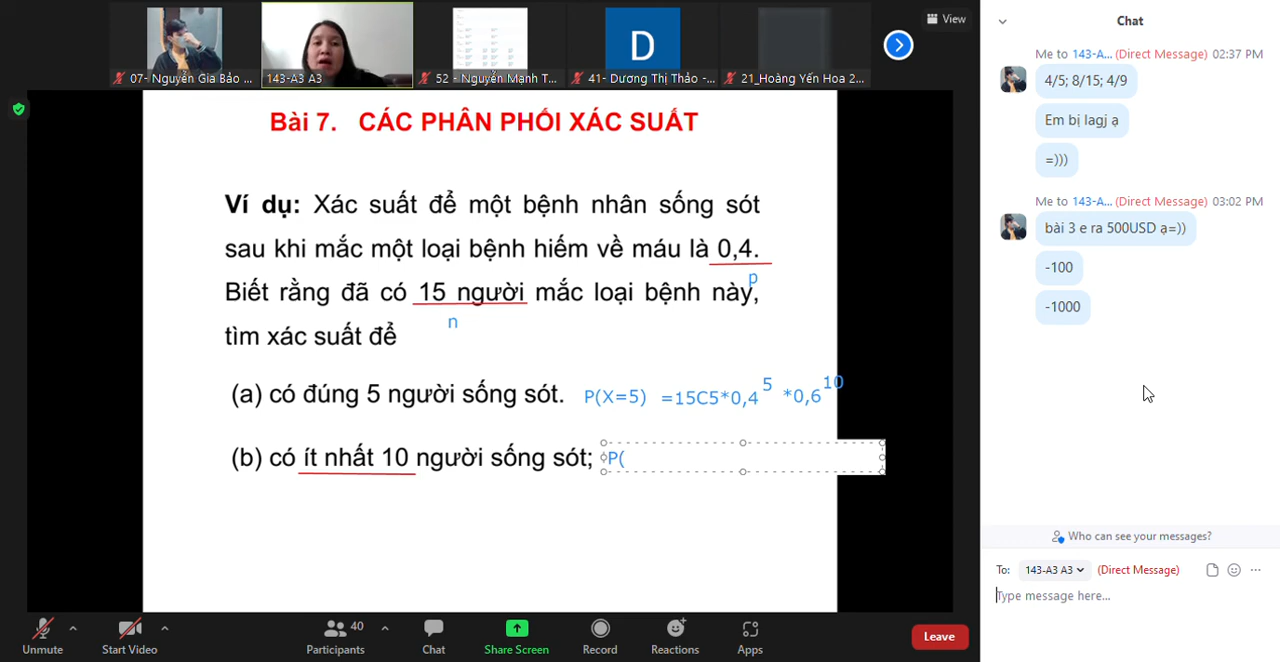 View
07- Nguyễn Gia Bảo ...
143-A3 A3
52 - Nguyễn Mạnh T...
D
41- Dương Thị Thảo -...
21_Hoàng Yến Hoa 2...
Bài 7. CÁC PHÂN PHỐI XÁC SUẤT
Ví dụ: Xác suất để một bệnh nhân sống sót
sau khi mắc một loại bệnh hiếm về máu là 0,4.
p
Biết rằng đã có 15 người mắc loại bệnh này,
n
tìm xác suất để
(a) có đúng 5 người sống sót. P(X=5) =15C5*0,4 5 *0,6 10
(b) có ít nhất 10 người sống sót; P(
Unmute
Start Video
40
Participants
Chat
Share Screen
Record
Reactions
Apps
Leave
Chat
Me to 143-A... (Direct Message) 02:37 PM
4/5; 8/15; 4/9
Em bị lagj ạ
=)))
Me to 143-A... (Direct Message) 03:02 PM
bài 3 e ra 500USD ạ=))
-100
-1000
Who can see your messages?
To: 143-A3 A3 (Direct Message)
Type message here...